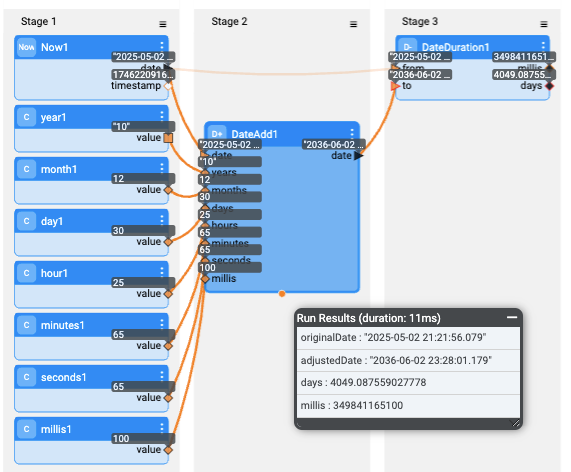 Stage 1
Stage 2
Stage 3
Now
Now1
"2025-05-02 ...
date
1746220916...
timestamp
C
year1
"10"
value
C
month1
12
value
C
day1
30
value
C
hour1
25
value
C
minutes1
65
value
C
seconds1
65
value
C
millis1
100
value
D+
DateAdd1
"2025-05-02 ...
date
"10"
years
12
months
30
days
25
hours
65
minutes
65
seconds
100
millis
"2036-06-02 ...
date
D-
DateDuration1
"2025-05-02 ...
from
"2036-06-02 ...
to
3498411651...
millis
4049.08755...
days
Run Results (duration: 11ms)
originalDate : "2025-05-02 21:21:56.079"
adjustedDate : "2036-06-02 23:28:01.179"
days : 4049.087559027778
millis : 349841165100